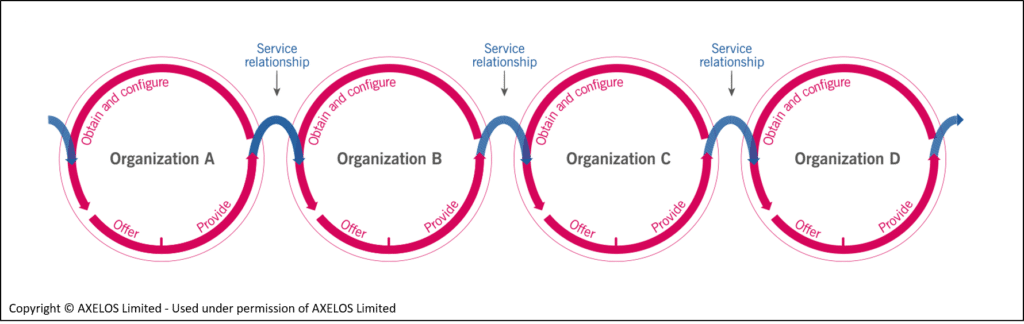 Service
relationship
Service
relationship
Service
relationship
Obtain and configure
Organization A
Offer
Provide
Obtain and configure
Organization B
Offer
Provide
Obtain and configure
Organization C
Offer
Provide
Obtain and configure
Organization D
Offer
Provide
Copyright © AXELOS Limited - Used under permission of AXELOS Limited